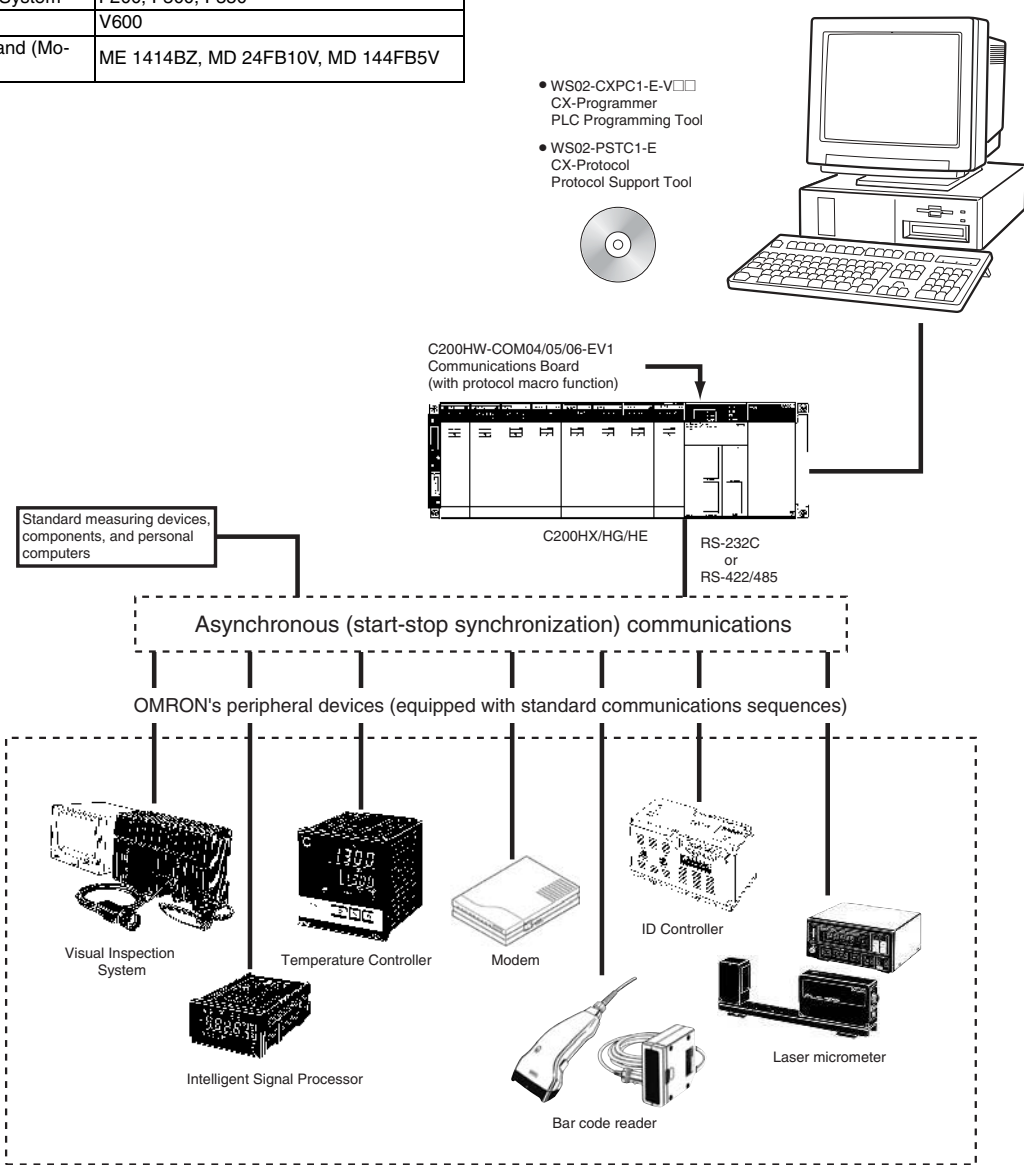 V600
and (Mo-
ME 1414BZ, MD 24FB10V, MD 144FB5V
● WS02-CXPC1-E-V□□
CX-Programmer
PLC Programming Tool
● WS02-PSTC1-E
CX-Protocol
Protocol Support Tool
C200HW-COM04/05/06-EV1
Communications Board
(with protocol macro function)
C200HX/HG/HE
RS-232C
or
RS-422/485
Standard measuring devices,
components, and personal
computers
Asynchronous (start-stop synchronization) communications
OMRON's peripheral devices (equipped with standard communications sequences)
Visual Inspection
System
Temperature Controller
Modem
ID Controller
Intelligent Signal Processor
Bar code reader
Laser micrometer